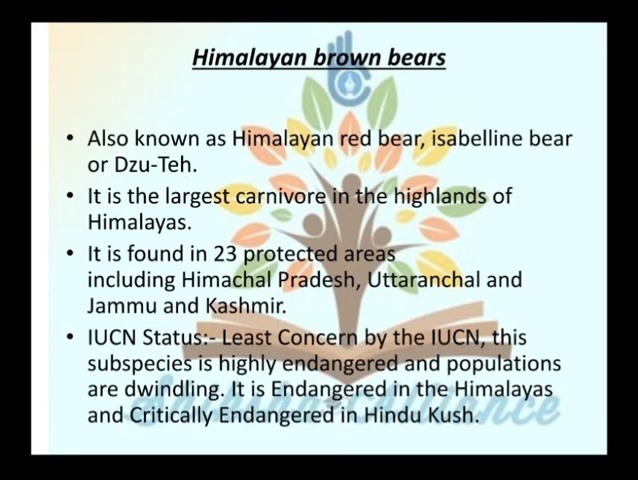 Himalayan brown bears
• Also known as Himalayan red bear, isabelline bear
or Dzu-Teh.
• It is the largest carnivore in the highlands of
Himalayas.
• It is found in 23 protected areas
including Himachal Pradesh, Uttaranchal and
Jammu and Kashmir.
• IUCN Status:- Least Concern by the IUCN, this
subspecies is highly endangered and populations
are dwindling. It is Endangered in the Himalayas
and Critically Endangered in Hindu Kush.